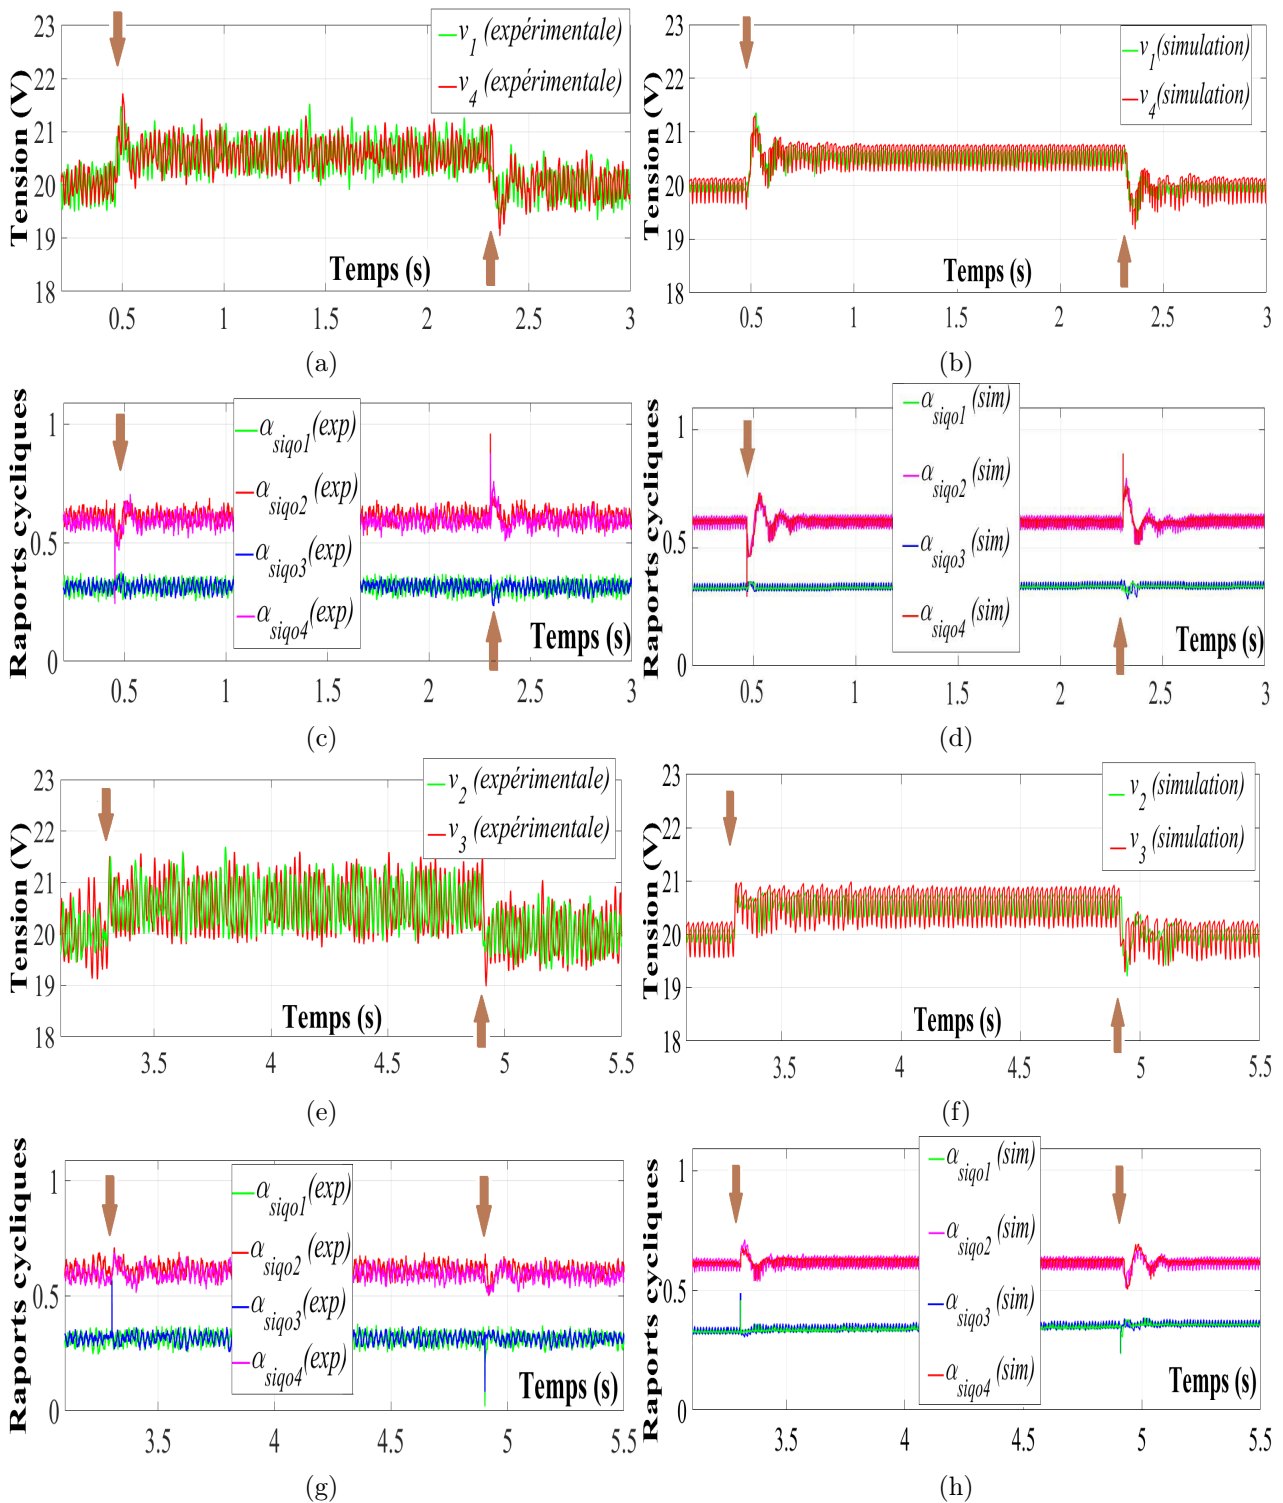 23
22
21
20
19
18
Tension (V)
v1 (expérimentale)
v4 (expérimentale)
Temps (s)
0.5 1 1.5 2 2.5 3
(a)
23
22
21
20
19
18
Tension (V)
v1(simulation)
v4(simulation)
Temps (s)
0.5 1 1.5 2 2.5 3
(b)
Raports cycliques
1
0.5
0
αsiqo1(exp)
αsiqo2 (exp)
αsiqo3 (exp)
αsiqo4 (exp)
Temps (s)
0.5 1 1.5 2 2.5 3
(c)
Raports cycliques
1
0.5
0
αsiqo1 (sim)
αsiqo2 (sim)
αsiqo3 (sim)
αsiqo4 (sim)
Temps (s)
0.5 1 1.5 2 2.5 3
(d)
23
22
21
20
19
18
Tension (V)
v2 (expérimentale)
v3 (expérimentale)
Temps (s)
3.5 4 4.5 5 5.5
(e)
23
22
21
20
19
18
Tension (V)
v2 (simulation)
v3 (simulation)
Temps (s)
3.5 4 4.5 5 5.5
(f)
Raports cycliques
1
0.5
0
αsiqo1(exp)
αsiqo2 (exp)
αsiqo3(exp)
αsiqo4(exp)
Temps (s)
3.5 4 4.5 5 5.5
(g)
Raports cycliques
1
0.5
0
αsiqo1 (sim)
αsiqo2 (sim)
αsiqo3 (sim)
αsiqo4 (sim)
Temps (s)
3.5 4 4.5 5 5.5
(h)